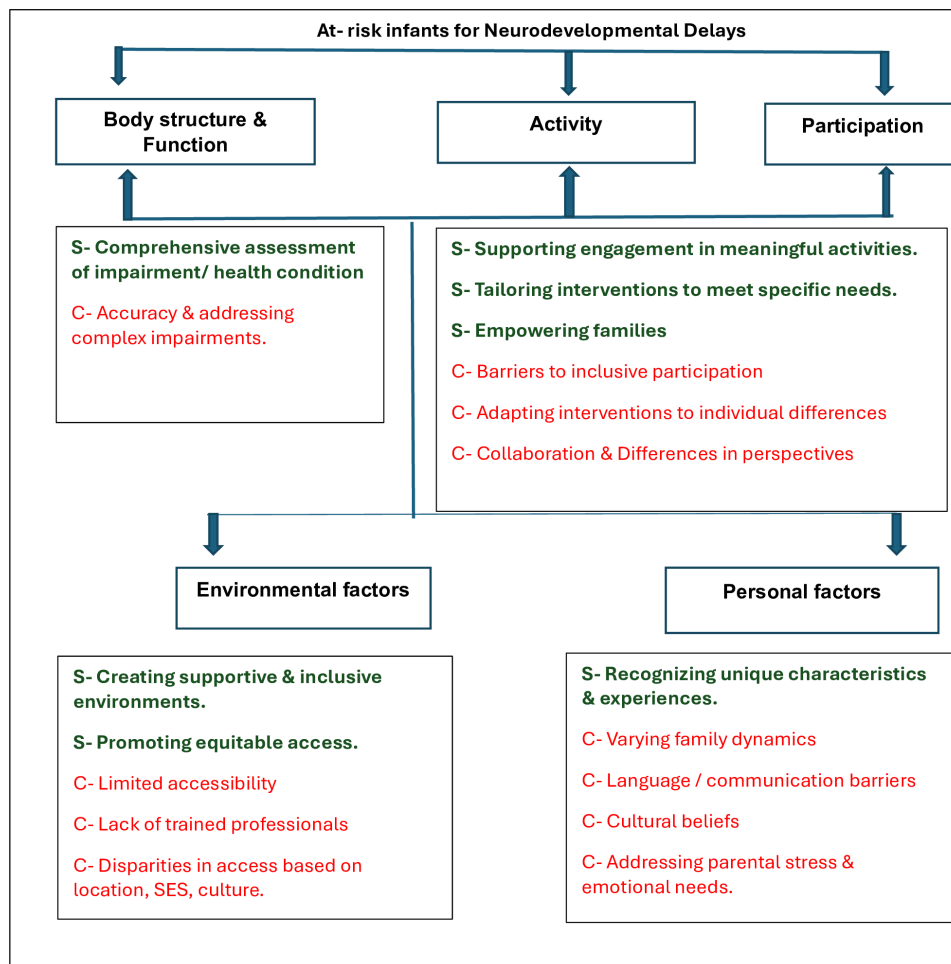 At- risk infants for Neurodevelopmental Delays
Body structure &
Function
Activity
Participation
S- Comprehensive assessment
of impairment/ health condition
C- Accuracy & addressing
complex impairments.
S- Supporting engagement in meaningful activities.
S- Tailoring interventions to meet specific needs.
S- Empowering families
C- Barriers to inclusive participation
C- Adapting interventions to individual differences
C- Collaboration & Differences in perspectives
Environmental factors
Personal factors
S- Creating supportive & inclusive
environments.
S- Promoting equitable access.
C- Limited accessibility
C- Lack of trained professionals
C- Disparities in access based on
location, SES, culture.
S- Recognizing unique characteristics
& experiences.
C- Varying family dynamics
C- Language / communication barriers
C- Cultural beliefs
C- Addressing parental stress &
emotional needs.